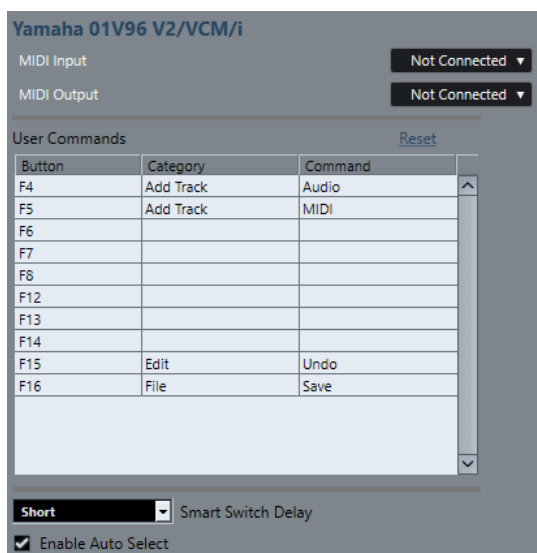 Yamaha 01V96 V2/VCM/i
MIDI Input Not Connected
MIDI Output Not Connected
User Commands Reset
Button Category Command
F4 Add Track Audio
F5 Add Track MIDI
F6
F7
F8
F12
F13
F14
F15 Edit Undo
F16 File Save
Short Smart Switch Delay
Enable Auto Select